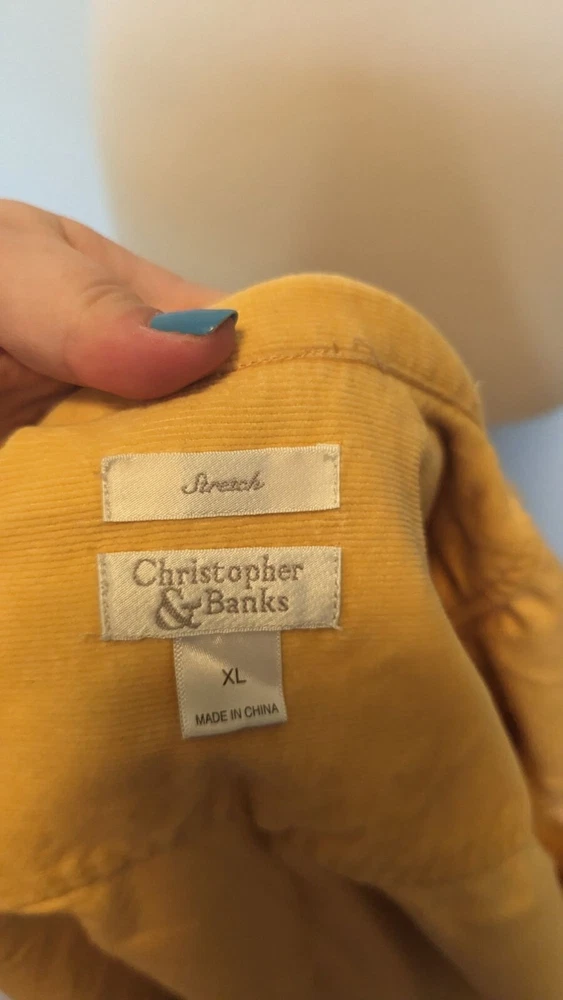 Stretch
Christopher
& Banks
XL
MADE IN CHINA